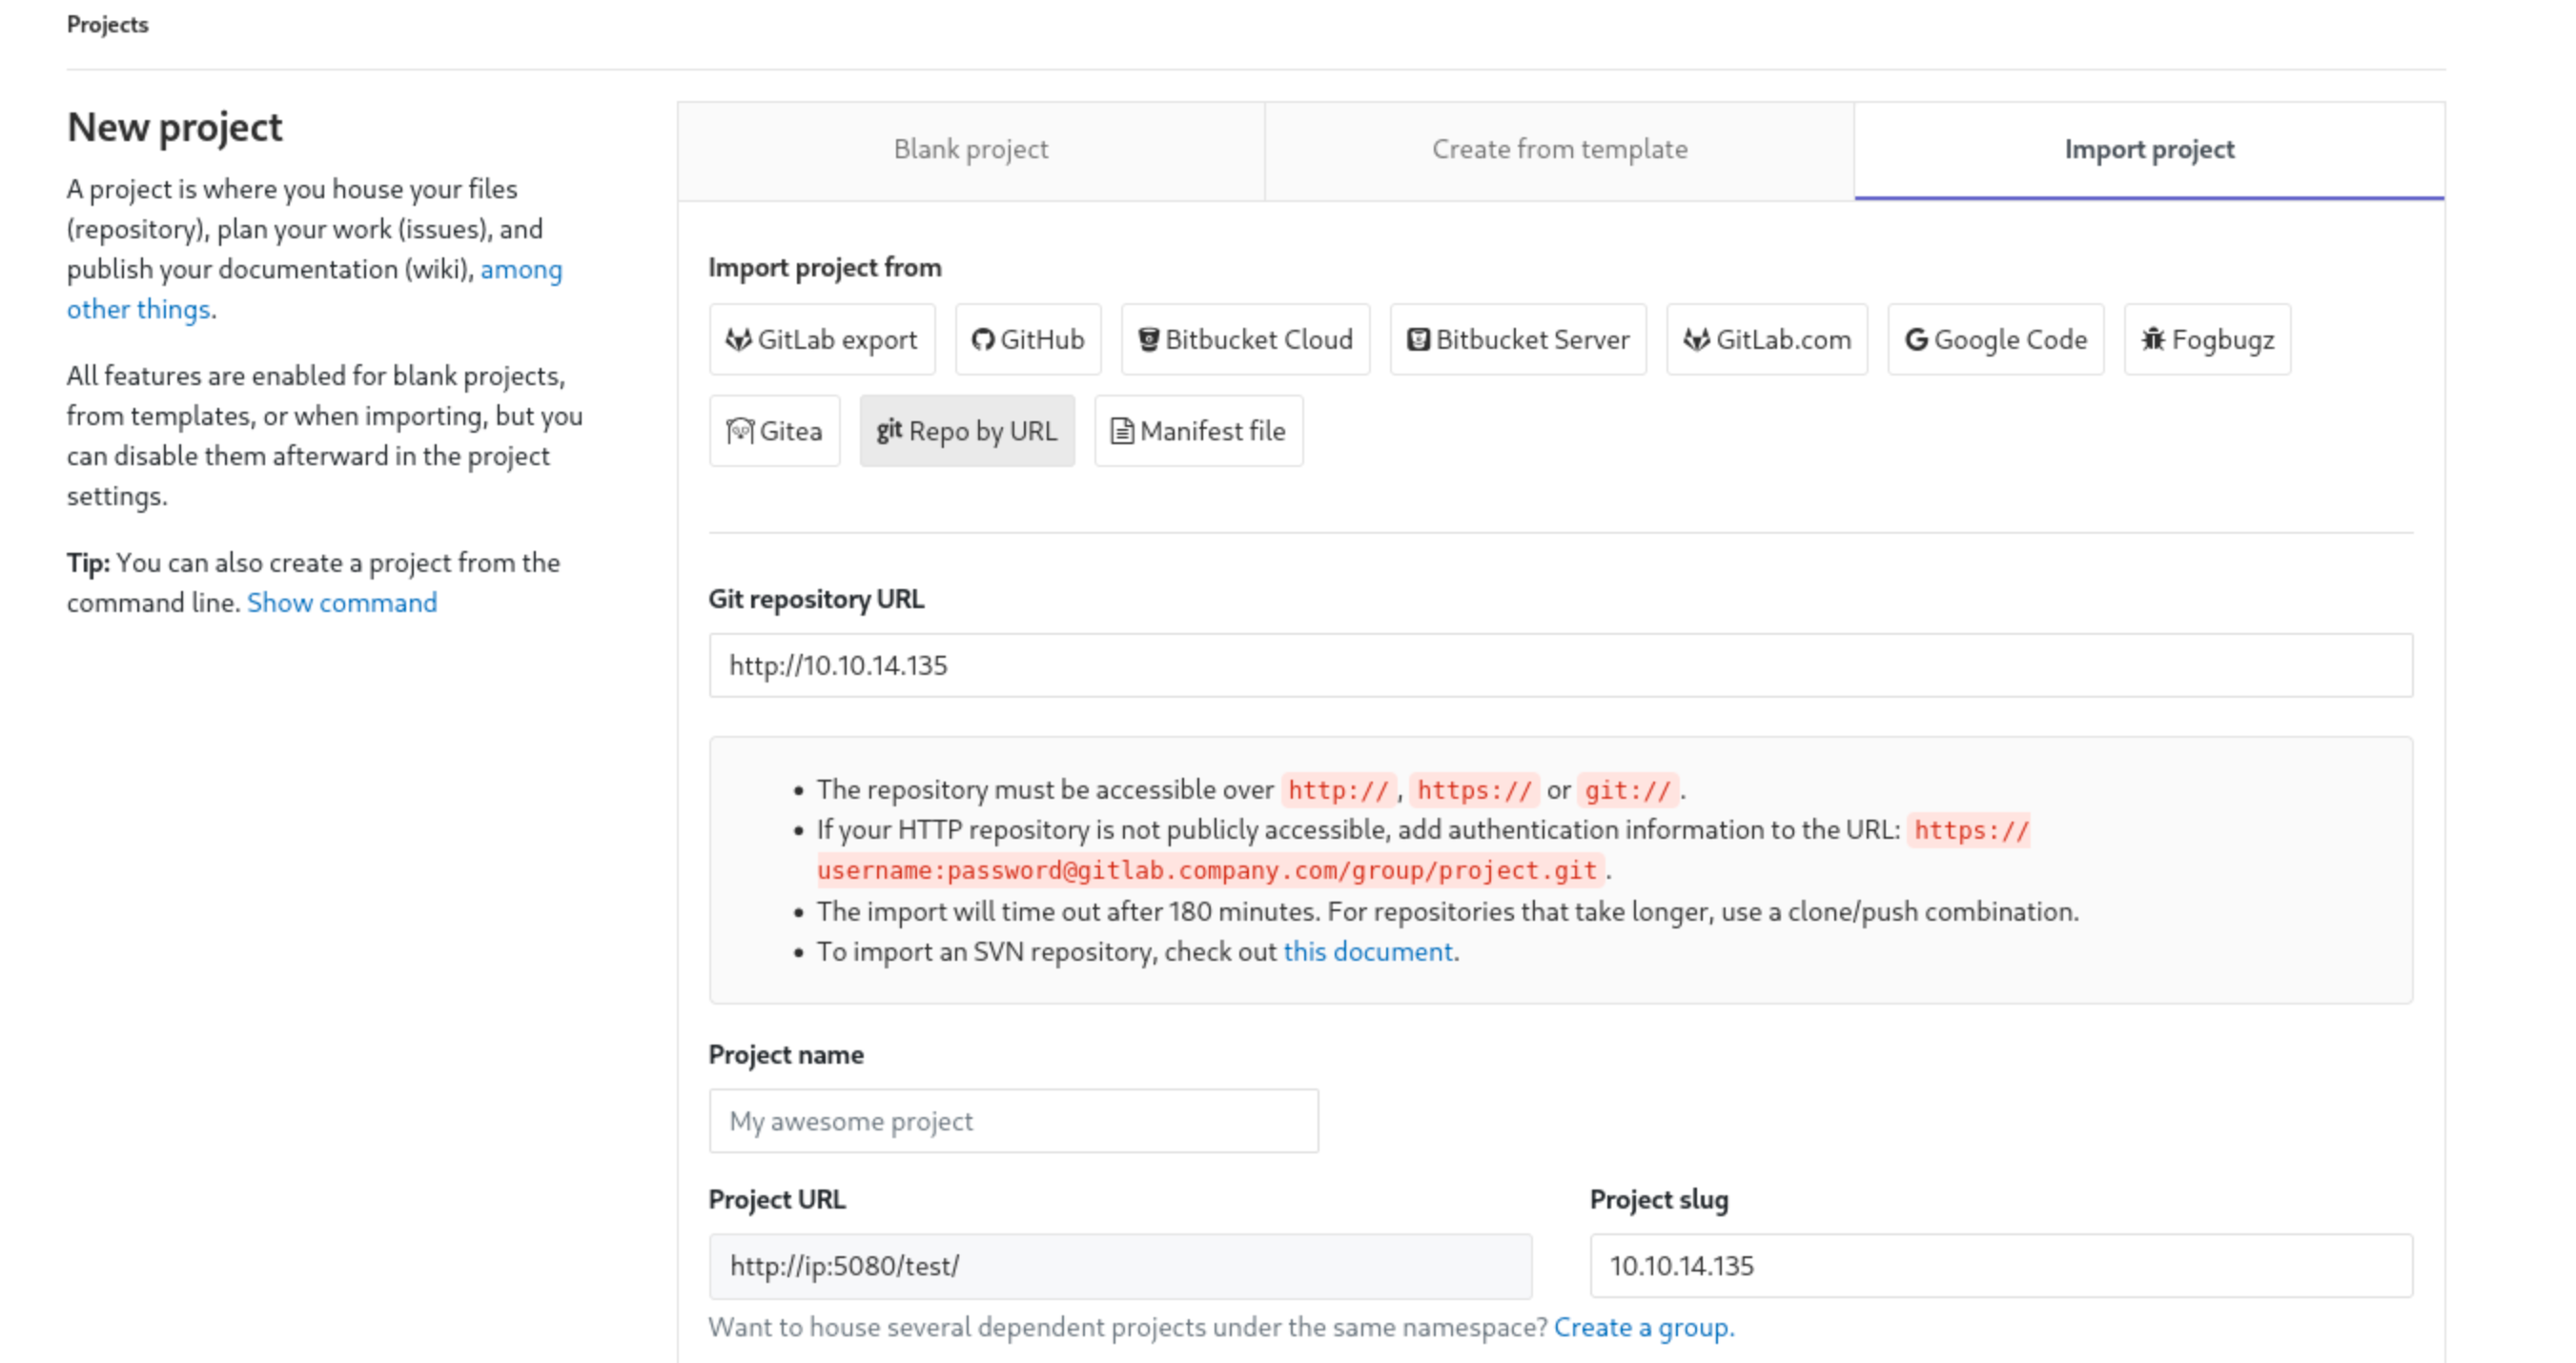 Projects
New project
A project is where you house your files
(repository), plan your work (issues), and
publish your documentation (wiki), among
other things.
All features are enabled for blank projects,
from templates, or when importing, but you
can disable them afterward in the project
settings.
Tip: You can also create a project from the
command line. Show command
Blank project
Create from template
Import project
Import project from
GitLab export
GitHub
Bitbucket Cloud
Bitbucket Server
GitLab.com
Google Code
Fogbugz
Gitea
git Repo by URL
Manifest file
Git repository URL
http://10.10.14.135
• The repository must be accessible over http://, https:// or git://.
• If your HTTP repository is not publicly accessible, add authentication information to the URL: https://
username:password@gitlab.company.com/group/project.git.
• The import will time out after 180 minutes. For repositories that take longer, use a clone/push combination.
• To import an SVN repository, check out this document.
Project name
My awesome project
Project URL
Project slug
http://ip:5080/test/
10.10.14.135
Want to house several dependent projects under the same namespace? Create a group.